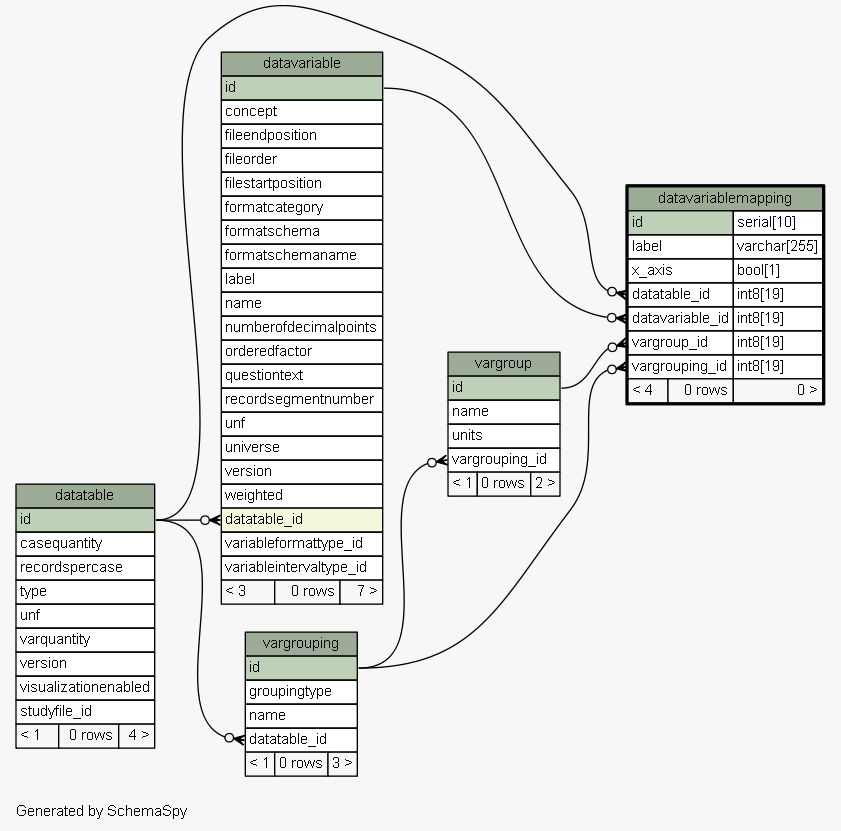 datavariable
id
concept
fileendposition
fileorder
filestartposition
formatcategory
formatschema
formatschemaname
label
name
numberofdecimalpoints
orderedfactor
questiontext
recordsegmentnumber
unf
universe
version
weighted
datatable_id
variableformattype_id
variableintervaltype_id
< 3 0 rows 7 >
datavariablemapping
id serial[10]
label varchar[255]
x_axis bool[1]
datatable_id int8[19]
datavariable_id int8[19]
vargroup_id int8[19]
vargrouping_id int8[19]
< 4 0 rows 0 >
vargroup
id
name
units
vargrouping_id
< 1 0 rows 2 >
datatable
id
casequantity
recordspercase
type
unf
varquantity
version
visualizationenabled
studyfile_id
< 1 0 rows 4 >
vargrouping
id
groupingtype
name
datatable_id
< 1 0 rows 3 >
Generated by SchemaSpy